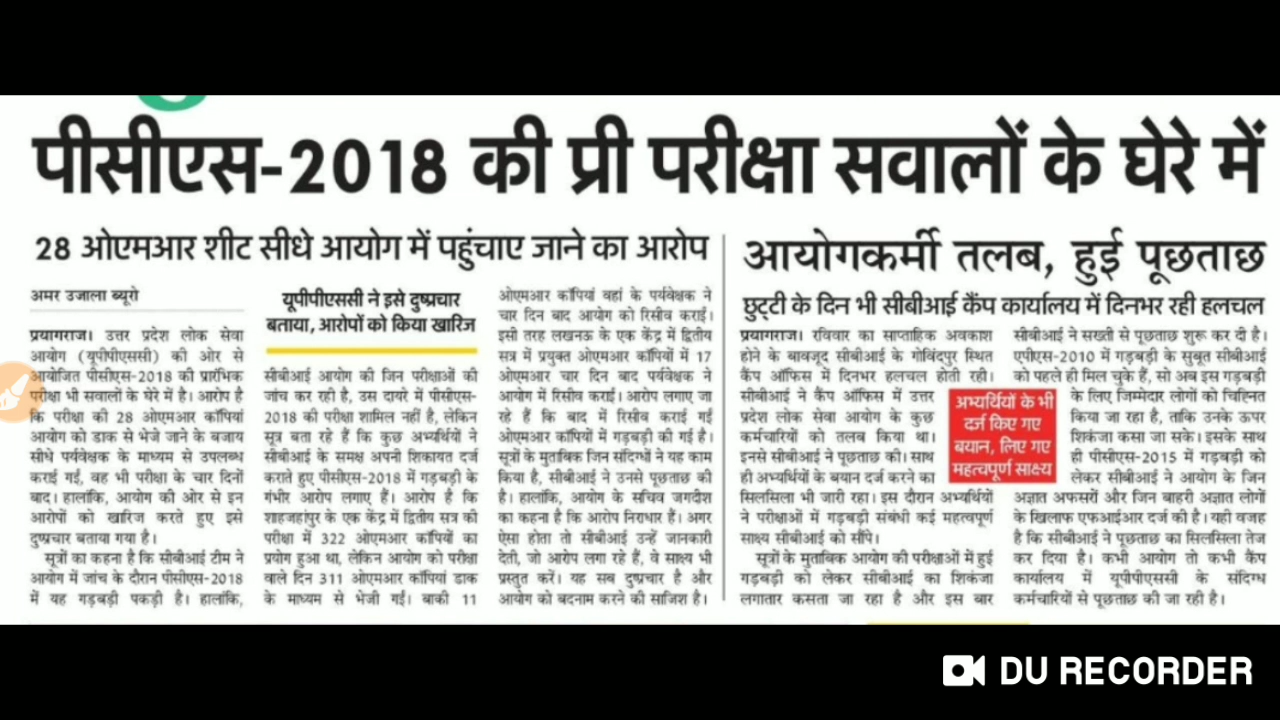 पीसीएस-2018 की प्री परीक्षा सवालों के घेरे में
28 ओएमआर शीट सीधे आयोग में पहुंचाए जाने का आरोप
अमर उजाला ब्यूरो
प्रयागराज। उत्तर प्रदेश लोक सेवा
आयोग (यूपीपीएससी) की ओर से
आयोजित पीसीएस-2018 की प्रारंभिक
परीक्षा भी सवालों के घेरे में है। आरोप है
कि परीक्षा की 28 ओएमआर कॉपियां
आयोग को डाक से भेजे जाने के बजाय
सीधे पर्यवेक्षक के माध्यम से उपलब्ध
कराई गईं, वह भी परीक्षा के चार दिनों
बाद। हालांकि, आयोग की ओर से इन
आरोपों को खारिज करते हुए इसे
दुष्प्रचार बताया गया है।
सूत्रों का कहना है कि सीबीआई टीम ने
आयोग में जांच के दौरान पीसीएस-2018
में यह गड़बड़ी पकड़ी है। हालांकि,
यूपीपीएससी ने इसे दुष्प्रचार
बताया, आरोपों को किया खारिज
सीबीआई आयोग की जिन परीक्षाओं की
जांच कर रही है, उस दायरे में पीसीएस-
2018 की परीक्षा शामिल नहीं है, लेकिन
सूत्र बता रहे हैं कि कुछ अभ्यर्थियों ने
सीबीआई के समक्ष अपनी शिकायत दर्ज
कराते हुए पीसीएस-2018 में गड़बड़ी के
गंभीर आरोप लगाए हैं। आरोप है कि
शाहजहांपुर के एक केंद्र में द्वितीय सत्र की
परीक्षा में 322 ओएमआर कॉपियों का
प्रयोग हुआ था, लेकिन आयोग को परीक्षा
वाले दिन 311 ओएमआर कॉपियां डाक
के माध्यम से भेजी गईं। बाकी 11
ओएमआर कॉपियां वहां के पर्यवेक्षक ने
चार दिन बाद आयोग को रिसीव कराईं।
इसी तरह लखनऊ के एक केंद्र में द्वितीय
सत्र में प्रयुक्त ओएमआर कॉपियों में 17
ओएमआर चार दिन बाद पर्यवेक्षक ने
आयोग में रिसीव कराईं। आरोप लगाए जा
रहे हैं कि बाद में रिसीव कराई गईं
ओएमआर कॉपियों में गड़बड़ी की गई है।
सूत्रों के मुताबिक जिन संदिग्धों ने यह काम
किया है, सीबीआई ने उनसे पूछताछ की
है। हालांकि, आयोग के सचिव जगदीश
का कहना है कि आरोप निराधार हैं। अगर
ऐसा होता तो सीबीआई उन्हें जानकारी
देती, जो आरोप लगा रहे हैं, वे साक्ष्य भी
प्रस्तुत करें। यह सब दुष्प्रचार है और
आयोग को बदनाम करने की साजिश है।
आयोगकर्मी तलब, हुई पूछताछ
छुट्टी के दिन भी सीबीआई कैंप कार्यालय में दिनभर रही हलचल
प्रयागराज। रविवार का साप्ताहिक अवकाश
होने के बावजूद सीबीआई के गोविंदपुर स्थित
कैंप ऑफिस में दिनभर हलचल होती रही।
सीबीआई ने कैंप ऑफिस में उत्तर
प्रदेश लोक सेवा आयोग के कुछ
कर्मचारियों को तलब किया था।
इनसे सीबीआई ने पूछताछ की। साथ
ही अभ्यर्थियों के बयान दर्ज करने का
सिलसिला भी जारी रहा। इस दौरान अभ्यर्थियों
ने परीक्षाओं में गड़बड़ी संबंधी कई महत्वपूर्ण
साक्ष्य सीबीआई को सौंपे।
सूत्रों के मुताबिक आयोग की परीक्षाओं में हुई
गड़बड़ी को लेकर सीबीआई का शिकंजा
लगातार कसता जा रहा है और इस बार
अभ्यर्थियों के भी
दर्ज किए गए
बयान, लिए गए
महत्वपूर्ण साक्ष्य
सीबीआई ने सख्ती से पूछताछ शुरू कर दी है।
एपीएस-2010 में गड़बड़ी के सुबूत सीबीआई
को पहले ही मिल चुके हैं, सो अब इस गड़बड़ी
के लिए जिम्मेदार लोगों को चिह्नित
किया जा रहा है, ताकि उनके ऊपर
शिकंजा कसा जा सके। इसके साथ
ही पीसीएस-2015 में गड़बड़ी को
लेकर सीबीआई ने आयोग के जिन
अज्ञात अफसरों और जिन बाहरी अज्ञात लोगों
के खिलाफ एफआईआर दर्ज की है। यही वजह
है कि सीबीआई ने पूछताछ का सिलसिला तेज
कर दिया है। कभी आयोग तो कभी कैंप
कार्यालय में यूपीपीएससी के संदिग्ध
कर्मचारियों से पूछताछ की जा रही है।
DU RECORDER